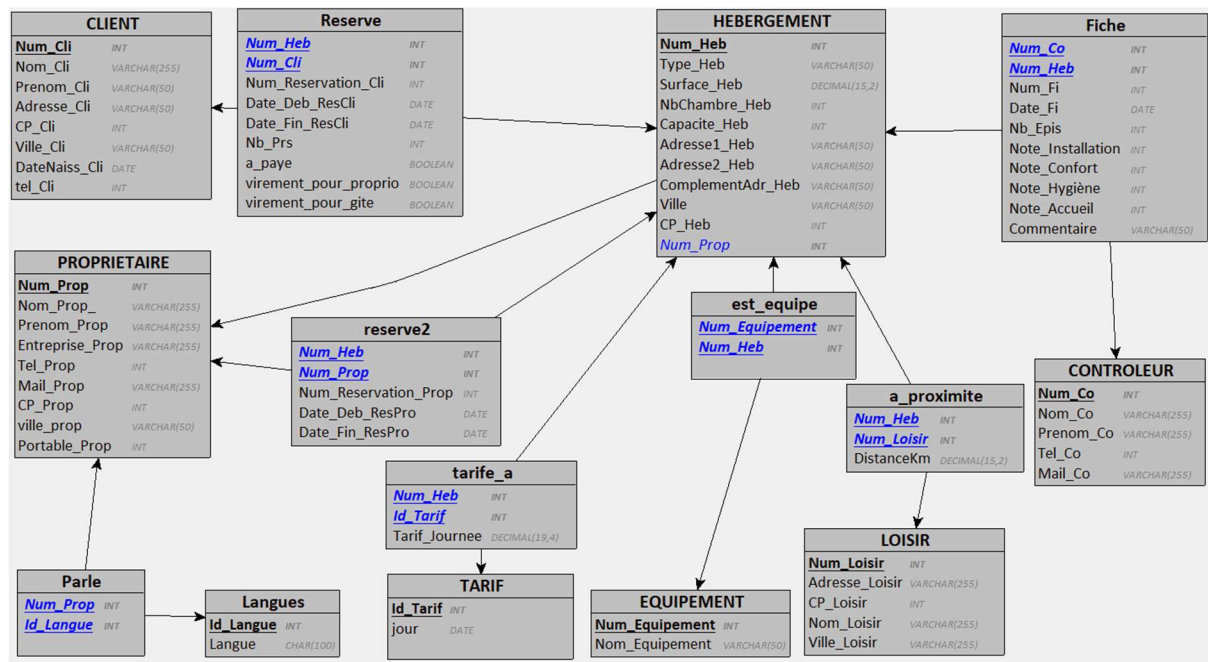 CLIENT
Num_Cli INT
Nom_Cli VARCHAR(255)
Prenom_Cli VARCHAR(50)
Adresse_Cli VARCHAR(50)
CP_Cli INT
Ville_Cli VARCHAR(50)
DateNaiss_Cli DATE
tel_Cli INT
Reserve
Num_Heb INT
Num_Cli INT
Num_Reservation_Cli INT
Date_Deb_ResCli DATE
Date_Fin_ResCli DATE
Nb_Prs INT
a_paye BOOLEAN
virement_pour_proprio BOOLEAN
virement_pour_gite BOOLEAN
HEBERGEMENT
Num_Heb INT
Type_Heb VARCHAR(50)
Surface_Heb DECIMAL(15,2)
NbChambre_Heb INT
Capacite_Heb INT
Adresse1_Heb VARCHAR(50)
Adresse2_Heb VARCHAR(50)
ComplementAdr_Heb VARCHAR(50)
Ville VARCHAR(50)
CP_Heb INT
Num_Prop INT
Fiche
Num_Co INT
Num_Heb INT
Num_Fi INT
Date_Fi DATE
Nb_Epis INT
Note_Installation INT
Note_Confort INT
Note_Hygiène INT
Note_Accueil INT
Commentaire VARCHAR(50)
PROPRIETAIRE
Num_Prop INT
Nom_Prop_ VARCHAR(255)
Prenom_Prop VARCHAR(255)
Entreprise_Prop VARCHAR(255)
Tel_Prop INT
Mail_Prop VARCHAR(255)
CP_Prop INT
ville_prop VARCHAR(50)
Portable_Prop INT
reserve2
Num_Heb INT
Num_Prop INT
Num_Reservation_Prop INT
Date_Deb_ResPro DATE
Date_Fin_ResPro DATE
est_equipe
Num_Equipement INT
Num_Heb INT
a_proximite
Num_Heb INT
Num_Loisir INT
DistanceKm DECIMAL(15,2)
CONTROLEUR
Num_Co INT
Nom_Co VARCHAR(255)
Prenom_Co VARCHAR(255)
Tel_Co INT
Mail_Co VARCHAR(255)
tarife_a
Num_Heb INT
Id_Tarif INT
Tarif_Journee DECIMAL(19,4)
Parle
Num_Prop INT
Id_Langue INT
Langues
Id_Langue INT
Langue CHAR(100)
TARIF
Id_Tarif INT
jour DATE
EQUIPEMENT
Num_Equipement INT
Nom_Equipement VARCHAR(50)
LOISIR
Num_Loisir INT
Adresse_Loisir VARCHAR(255)
CP_Loisir INT
Nom_Loisir VARCHAR(255)
Ville_Loisir VARCHAR(255)